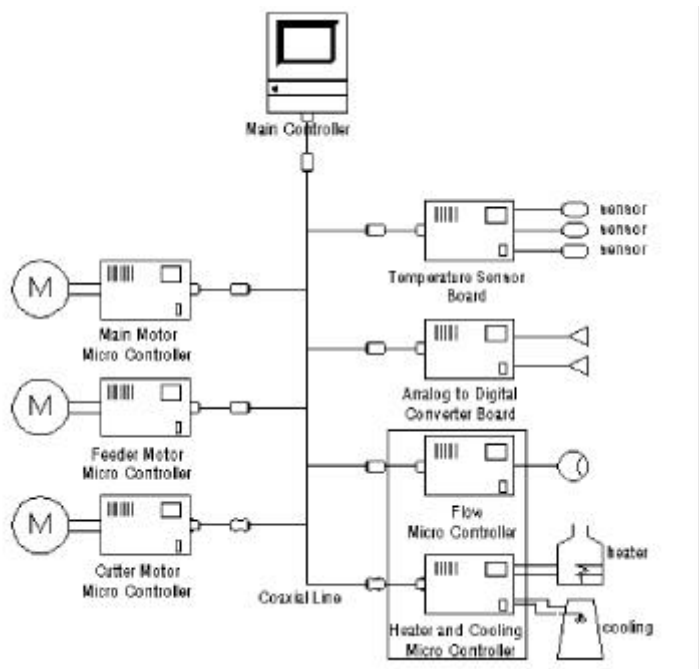 Main Controller
sensor
sensor
sensor
Temperature Sensor
Board
M
Main Motor
Micro Controller
Analog to Digital
Converter Board
M
Feeder Motor
Micro Controller
Flow
Micro Controller
M
Cutter Motor
Micro Controller
heater
Coaxial Line
Heater and Cooling
Micro Controller
cooling